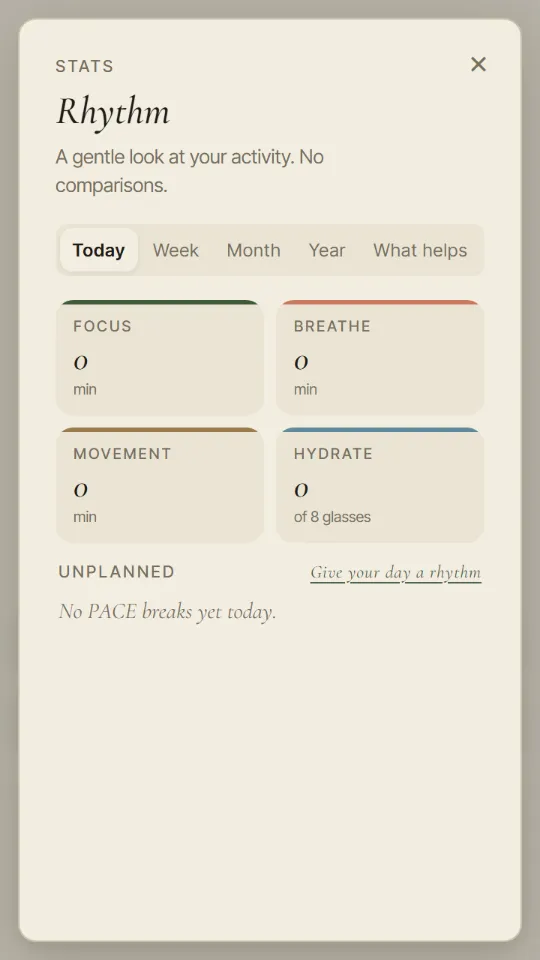 STATS
Rhythm
A gentle look at your activity. No
comparisons.
Today Week Month Year What helps
FOCUS
0
min
BREATHE
0
min
MOVEMENT
0
min
HYDRATE
0
of 8 glasses
UNPLANNED
Give your day a rhythm
No PACE breaks yet today.